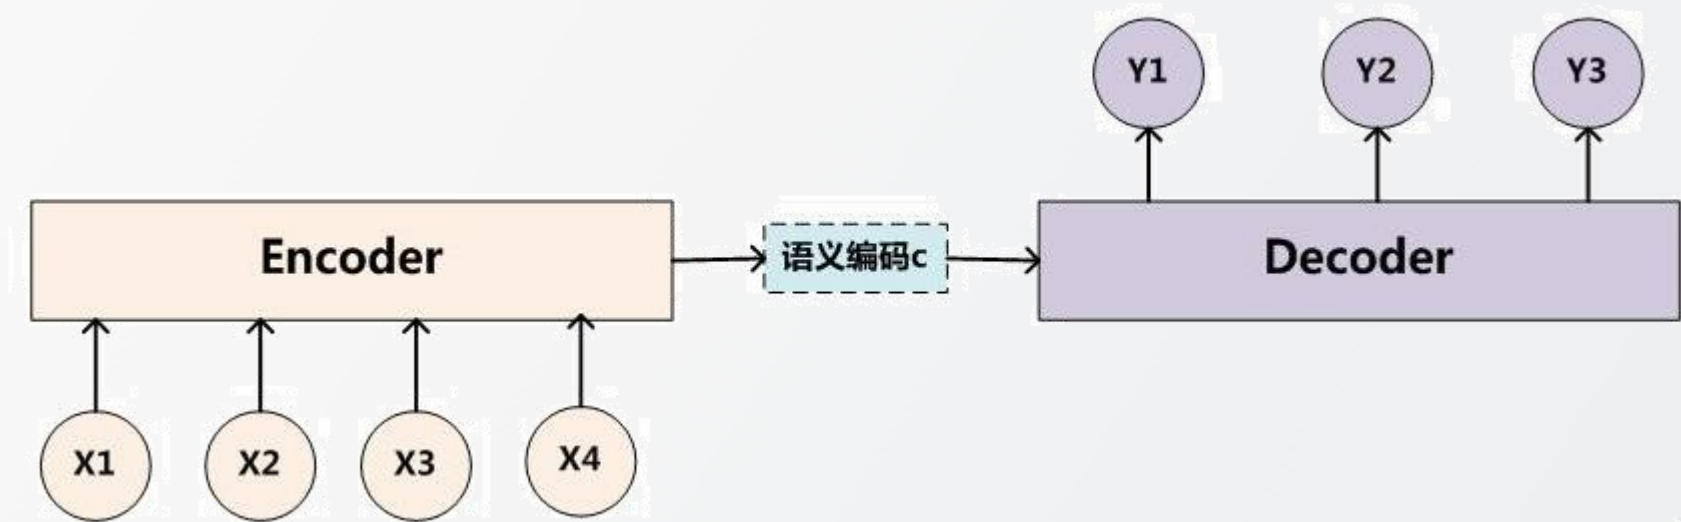 Y1
Y2
Y3
Encoder
语义编码c
Decoder
X1
X2
X3
X4